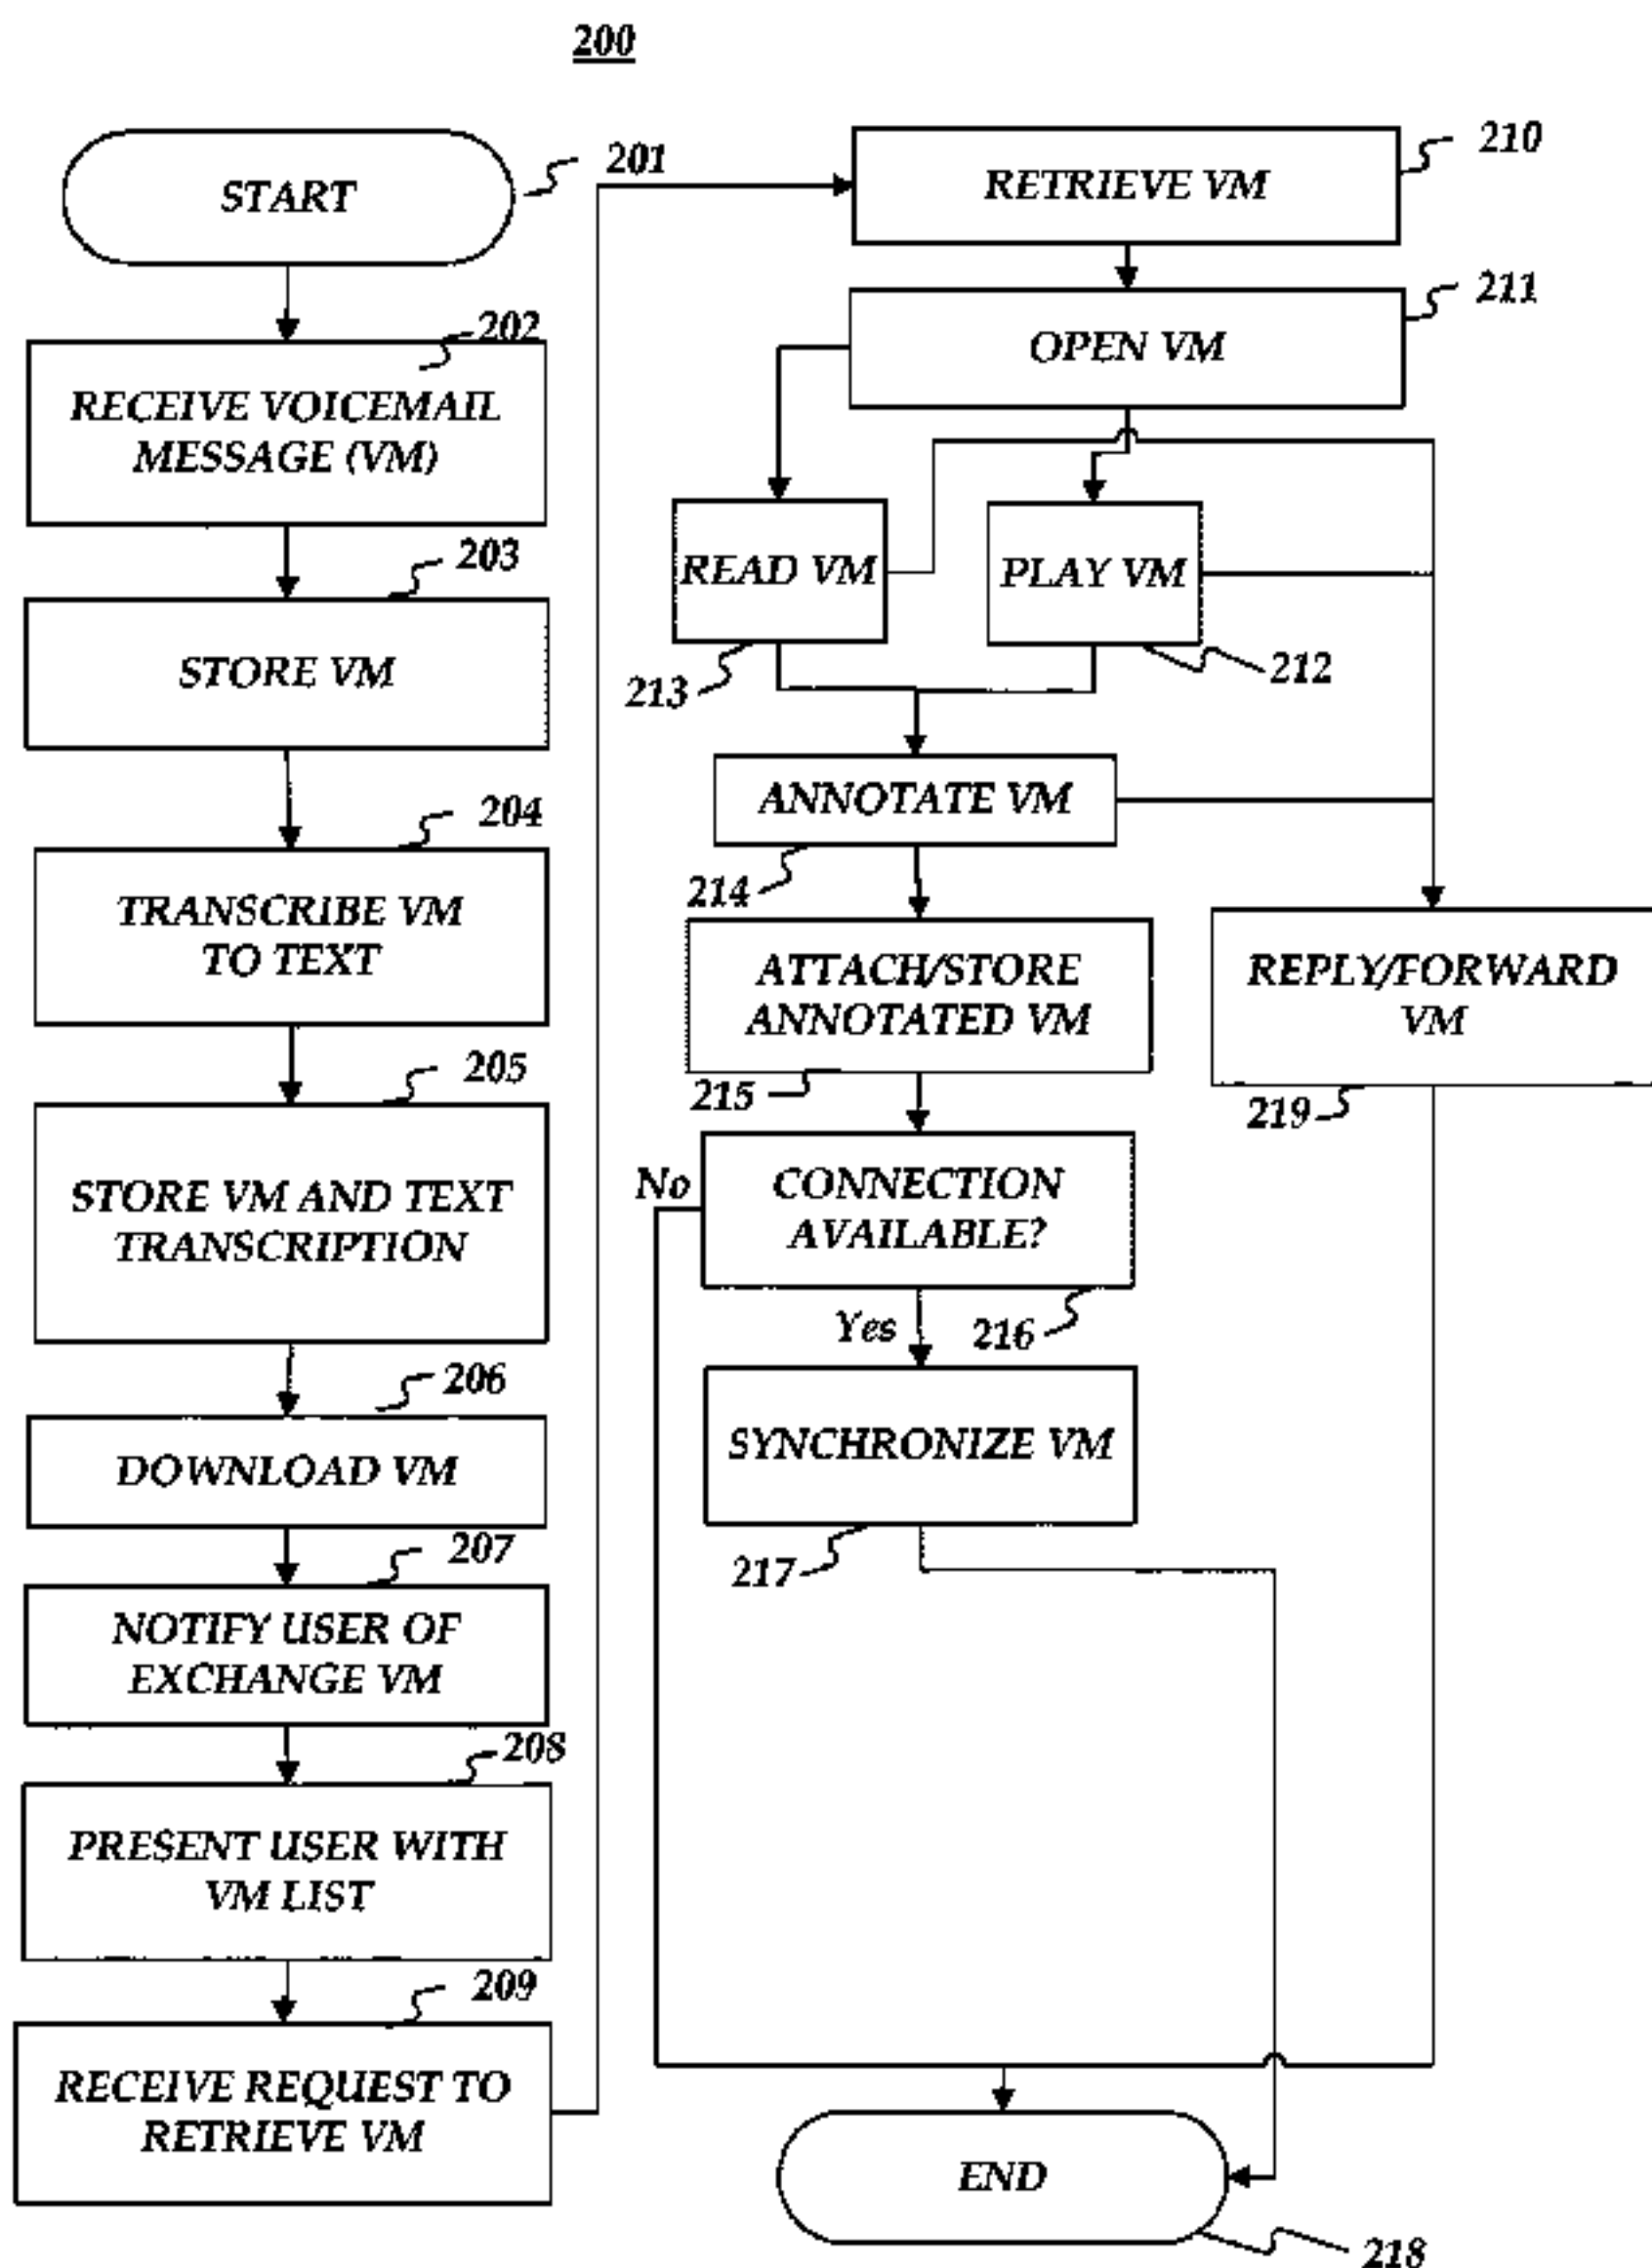 200
START
201
RECEIVE VOICEMAIL
MESSAGE (VM)
202
STORE VM
203
TRANSCRIBE VM
TO TEXT
204
STORE VM AND TEXT
TRANSCRIPTION
205
DOWNLOAD VM
206
NOTIFY USER OF
EXCHANGE VM
207
PRESENT USER WITH
VM LIST
208
RECEIVE REQUEST TO
RETRIEVE VM
209
RETRIEVE VM
210
OPEN VM
211
READ VM
213
PLAY VM
212
ANNOTATE VM
214
ATTACH/STORE
ANNOTATED VM
215
REPLY/FORWARD
VM
219
CONNECTION
AVAILABLE?
No
Yes
216
SYNCHRONIZE VM
217
END
218